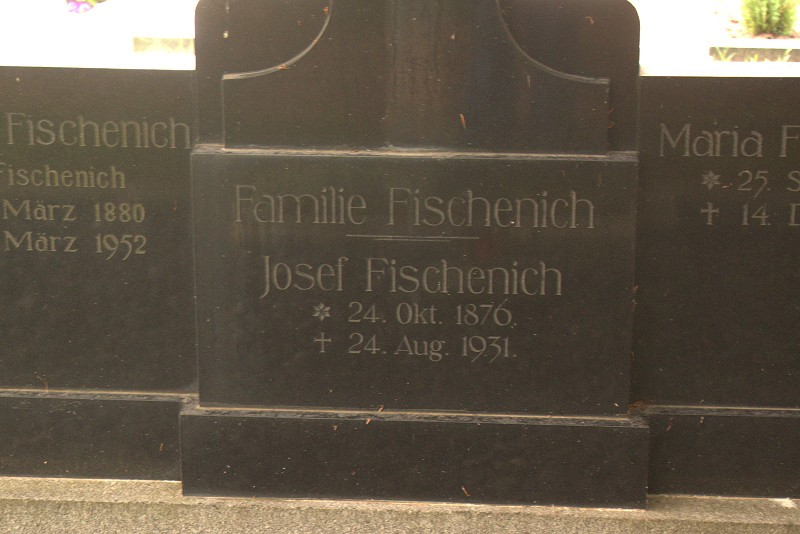 Fischenich
Fischenich
März 1880
März 1952
Familie Fischenich
Josef Fischenich
* 24. Okt. 1876.
† 24. Aug. 1931.
Maria F
* 25. S
† 14. D